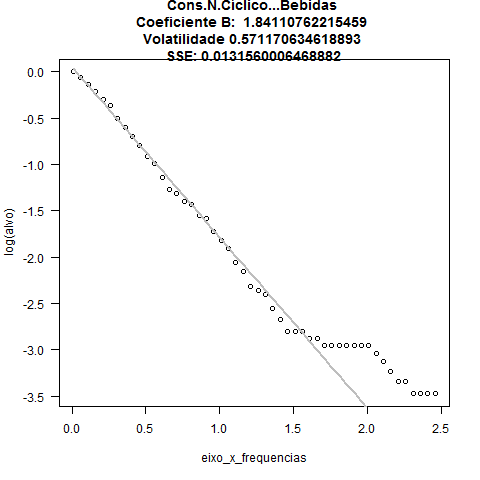 Cons.N.Ciclico...Bebidas
Coeficiente B:  1.84110762215459
Volatilidade 0.571170634618893
SSE: 0.0131560006468882
0.0
-0.5
-1.0
-1.5
-2.0
-2.5
-3.0
-3.5
log(alvo)
0.0 0.5 1.0 1.5 2.0 2.5
eixo_x_frequencias